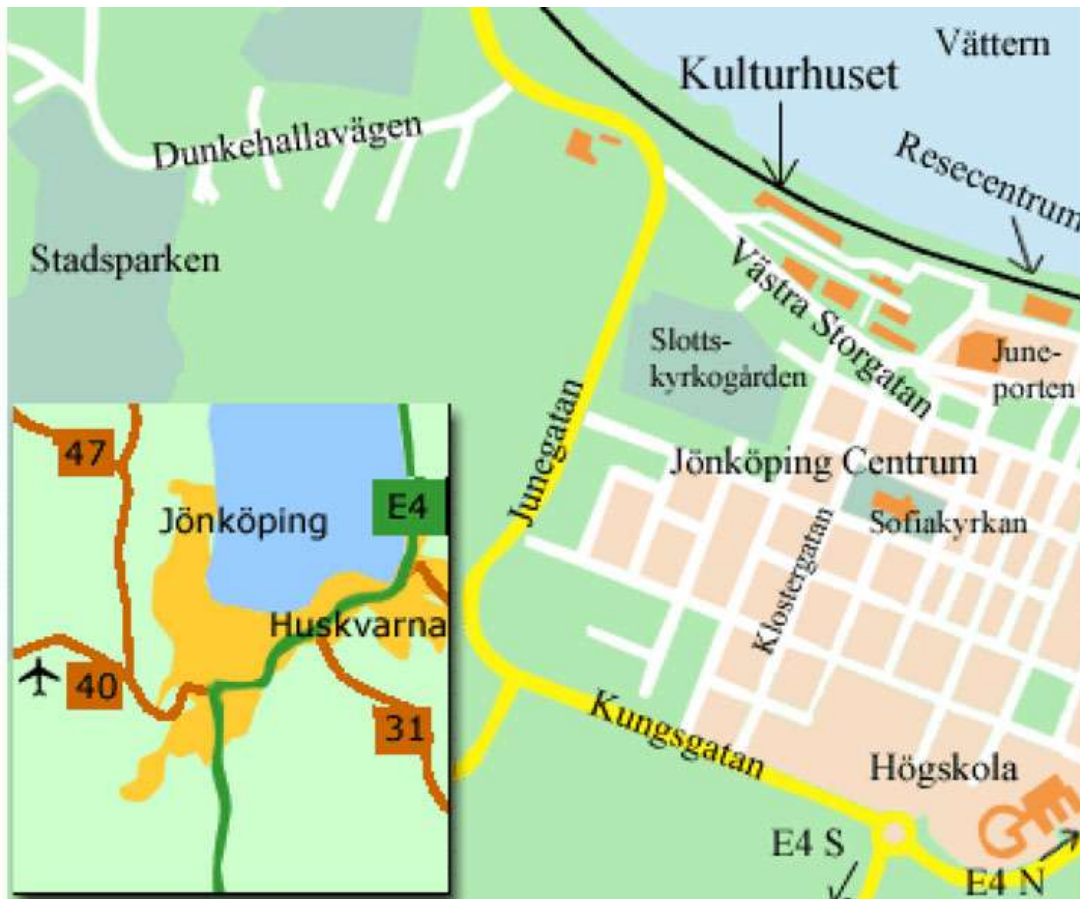 Vättern
Kulturhuset
Resecentrum
Dunkehallavägen
Stadsparken
Västra Storgatan
Slotts-
kyrkogården
June-
porten
Junegatan
Jönköping Centrum
Sofiakyrkan
Klostergatan
47
E4
Jönköping
Huskvarna
40
31
Kungsgatan
Högskola
E4 S
E4 N